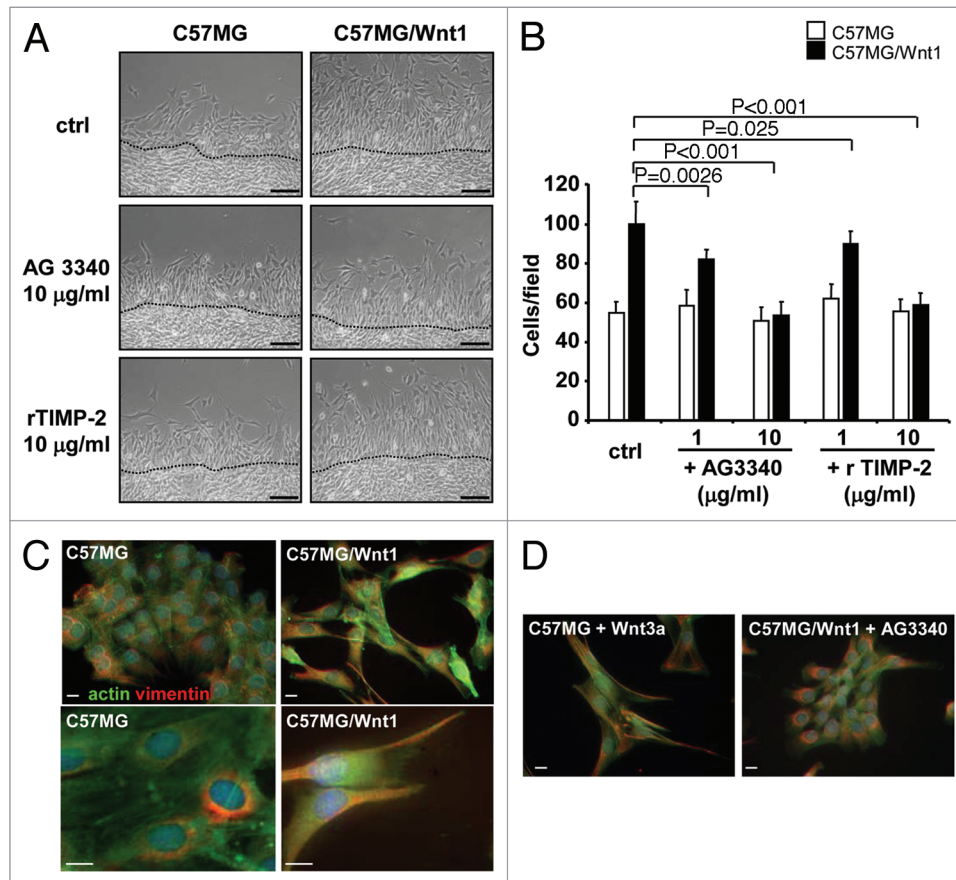 A
C57MG
C57MG/Wnt1
ctrl
AG 3340
10 µg/ml
rTIMP-2
10 µg/ml
B
C57MG
C57MG/Wnt1
P<0.001
P=0.025
P<0.001
P=0.0026
120
100
80
60
40
20
0
Cells/field
ctrl
1
10
1
10
+ AG3340
(µg/ml)
+ r TIMP-2
(µg/ml)
C
C57MG
actin vimentin
C57MG/Wnt1
C57MG
C57MG/Wnt1
D
C57MG + Wnt3a
C57MG/Wnt1 + AG3340